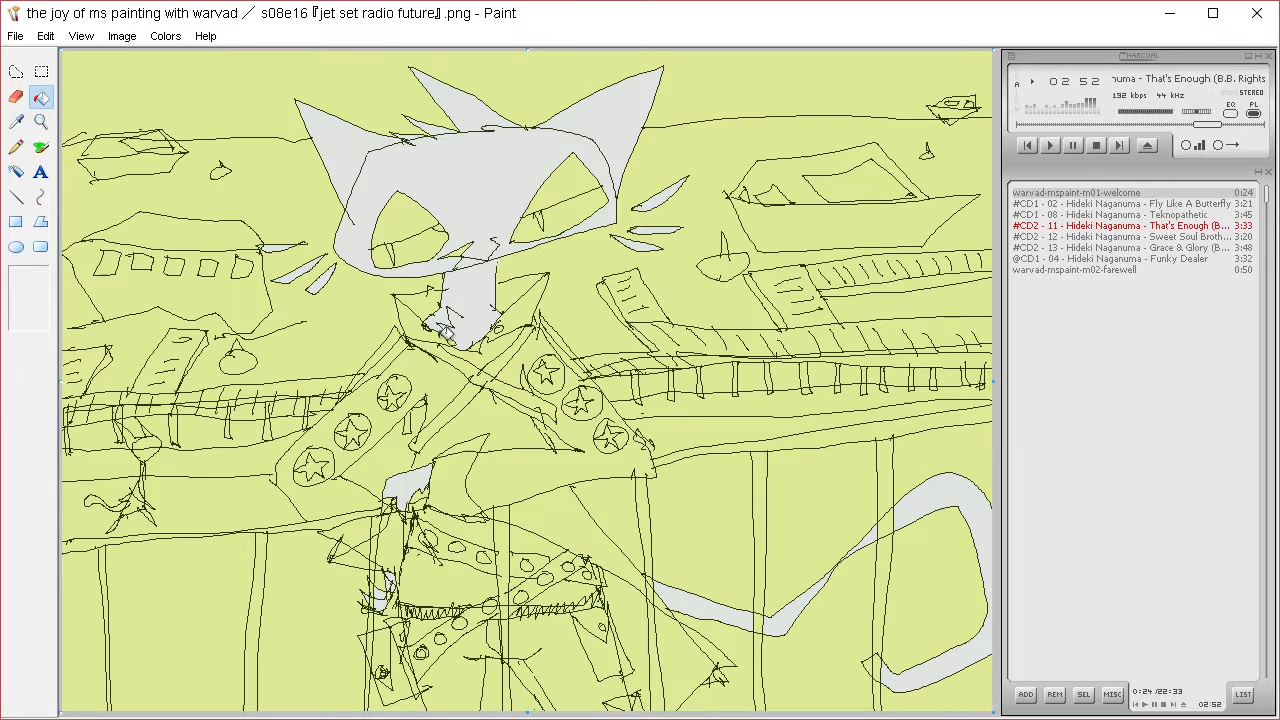 the joy of ms painting with warvad ／ s08e16『jet set radio future』.png - Paint
File Edit View Image Colors Help
CHARCOAL
A 02 52 numa - That's Enough (B.B. Rights
192 kbps 44 kHz mono STEREO
EQ PL
warvad-mspaint-m01-welcome 0:24
#CD1 - 02 - Hideki Naganuma - Fly Like A Butterfly 3:21
#CD1 - 08 - Hideki Naganuma - Teknopathetic 3:45
#CD2 - 11 - Hideki Naganuma - That's Enough (B... 3:33
#CD2 - 12 - Hideki Naganuma - Sweet Soul Broth... 3:20
#CD2 - 13 - Hideki Naganuma - Grace & Glory (B... 3:48
@CD1 - 04 - Hideki Naganuma - Funky Dealer 3:32
warvad-mspaint-m02-farewell 0:50
ADD REM SEL MISC 0:24/22:33 02:52 LIST